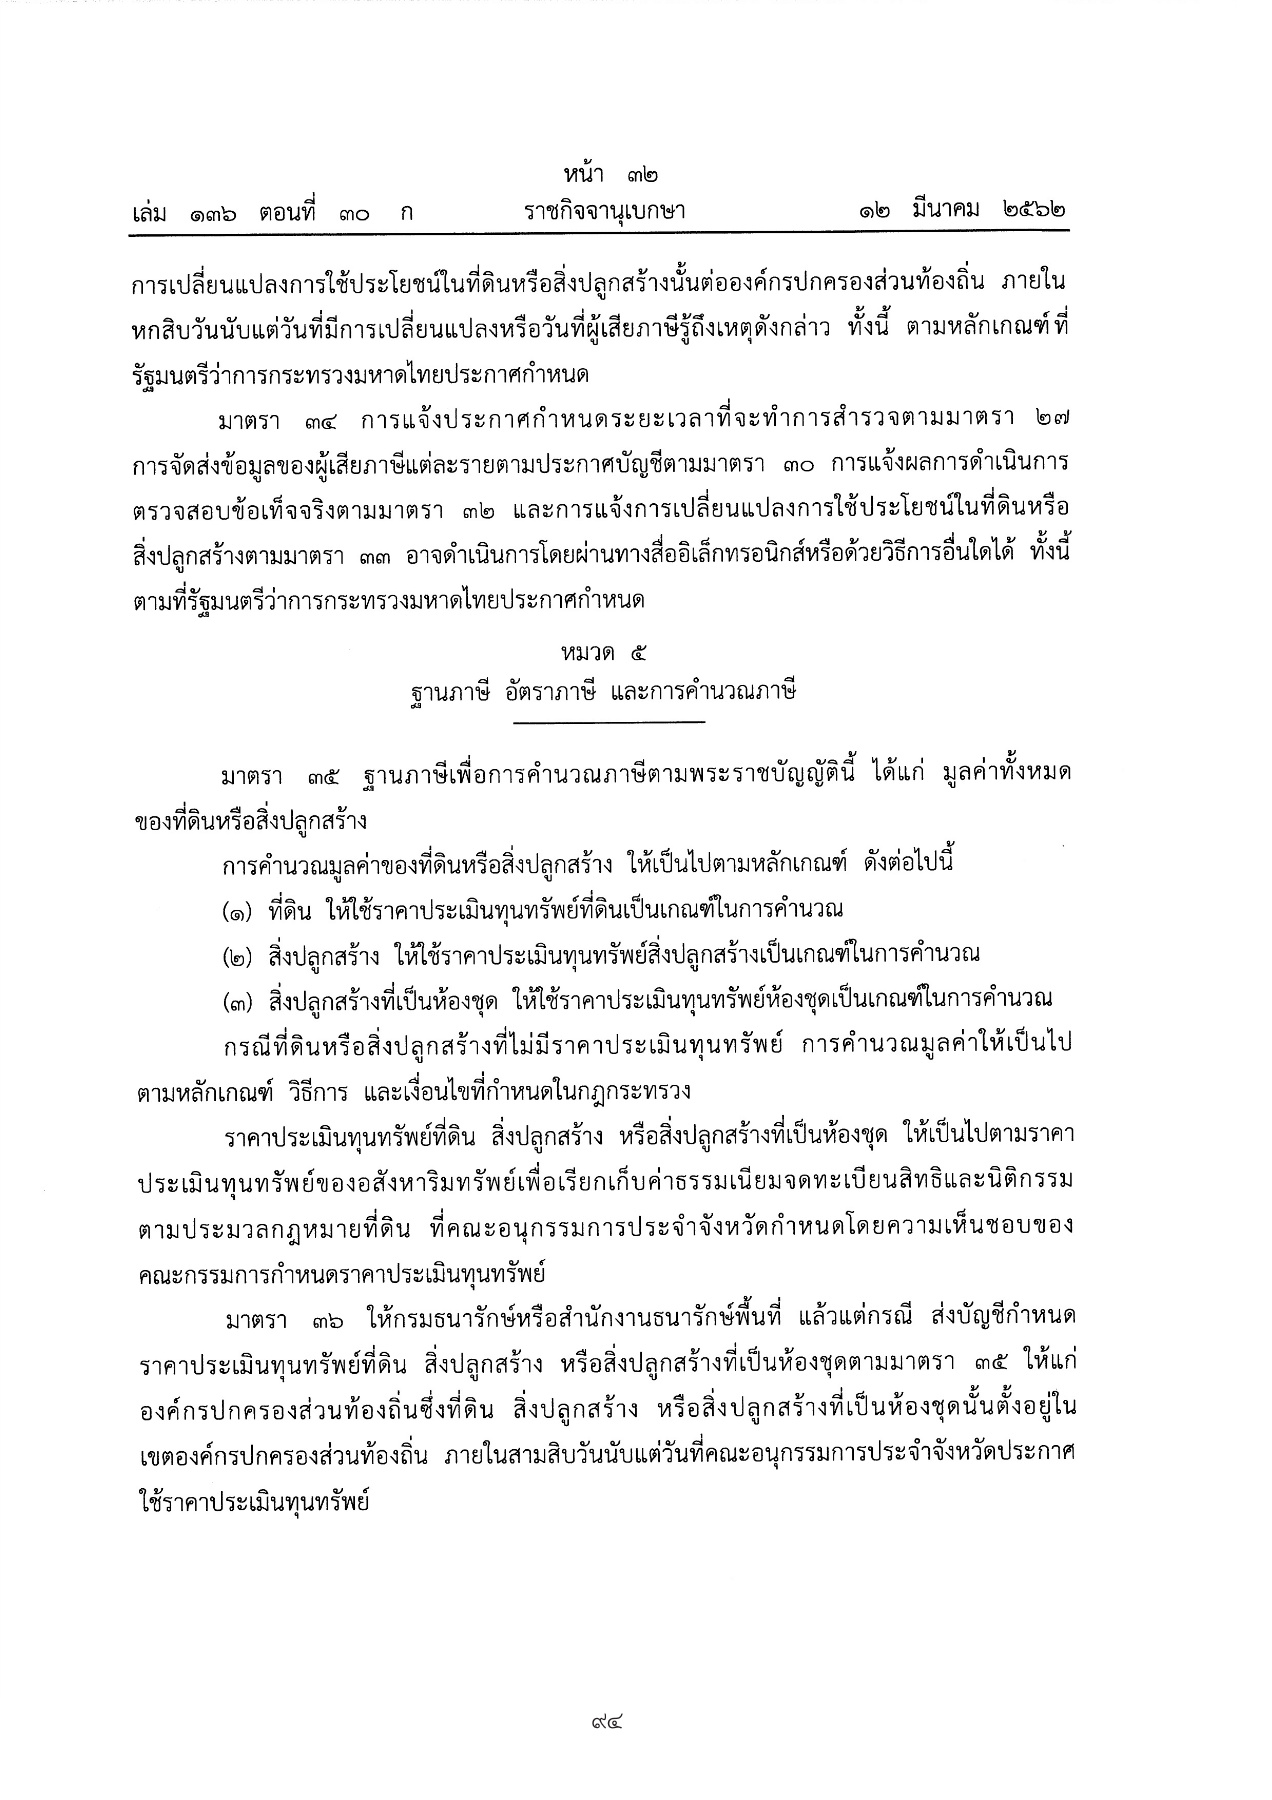 หน้า ๓๒
เล่ม ๑๓๖ ตอนที่ ๓๐ ก ราชกิจจานุเบกษา ๑๒ มีนาคม ๒๕๖๒
การเปลี่ยนแปลงการใช้ประโยชน์ในที่ดินหรือสิ่งปลูกสร้างนั้นต่อองค์กรปกครองส่วนท้องถิ่น ภายใน
หกสิบวันนับแต่วันที่มีการเปลี่ยนแปลงหรือวันที่ผู้เสียภาษีรู้ถึงเหตุดังกล่าว ทั้งนี้ ตามหลักเกณฑ์ที่
รัฐมนตรีว่าการกระทรวงมหาดไทยประกาศกำหนด
มาตรา ๓๔ การแจ้งประกาศกำหนดระยะเวลาที่จะทำการสำรวจตามมาตรา ๒๗
การจัดส่งข้อมูลของผู้เสียภาษีแต่ละรายตามประกาศบัญชีตามมาตรา ๓๐ การแจ้งผลการดำเนินการ
ตรวจสอบข้อเท็จจริงตามมาตรา ๓๒ และการแจ้งการเปลี่ยนแปลงการใช้ประโยชน์ในที่ดินหรือ
สิ่งปลูกสร้างตามมาตรา ๓๓ อาจดำเนินการโดยผ่านทางสื่ออิเล็กทรอนิกส์หรือด้วยวิธีการอื่นใดได้ ทั้งนี้
ตามที่รัฐมนตรีว่าการกระทรวงมหาดไทยประกาศกำหนด
หมวด ๕
ฐานภาษี อัตราภาษี และการคำนวณภาษี
มาตรา ๓๕ ฐานภาษีเพื่อการคำนวณภาษีตามพระราชบัญญัตินี้ ได้แก่ มูลค่าทั้งหมด
ของที่ดินหรือสิ่งปลูกสร้าง
การคำนวณมูลค่าของที่ดินหรือสิ่งปลูกสร้าง ให้เป็นไปตามหลักเกณฑ์ ดังต่อไปนี้
(๑) ที่ดิน ให้ใช้ราคาประเมินทุนทรัพย์ที่ดินเป็นเกณฑ์ในการคำนวณ
(๒) สิ่งปลูกสร้าง ให้ใช้ราคาประเมินทุนทรัพย์สิ่งปลูกสร้างเป็นเกณฑ์ในการคำนวณ
(๓) สิ่งปลูกสร้างที่เป็นห้องชุด ให้ใช้ราคาประเมินทุนทรัพย์ห้องชุดเป็นเกณฑ์ในการคำนวณ
กรณีที่ดินหรือสิ่งปลูกสร้างที่ไม่มีราคาประเมินทุนทรัพย์ การคำนวณมูลค่าให้เป็นไป
ตามหลักเกณฑ์ วิธีการ และเงื่อนไขที่กำหนดในกฎกระทรวง
ราคาประเมินทุนทรัพย์ที่ดิน สิ่งปลูกสร้าง หรือสิ่งปลูกสร้างที่เป็นห้องชุด ให้เป็นไปตามราคา
ประเมินทุนทรัพย์ของอสังหาริมทรัพย์เพื่อเรียกเก็บค่าธรรมเนียมจดทะเบียนสิทธิและนิติกรรม
ตามประมวลกฎหมายที่ดิน ที่คณะอนุกรรมการประจำจังหวัดกำหนดโดยความเห็นชอบของ
คณะกรรมการกำหนดราคาประเมินทุนทรัพย์
มาตรา ๓๖ ให้กรมธนารักษ์หรือสำนักงานธนารักษ์พื้นที่ แล้วแต่กรณี ส่งบัญชีกำหนด
ราคาประเมินทุนทรัพย์ที่ดิน สิ่งปลูกสร้าง หรือสิ่งปลูกสร้างที่เป็นห้องชุดตามมาตรา ๓๕ ให้แก่
องค์กรปกครองส่วนท้องถิ่นซึ่งที่ดิน สิ่งปลูกสร้าง หรือสิ่งปลูกสร้างที่เป็นห้องชุดนั้นตั้งอยู่ใน
เขตองค์กรปกครองส่วนท้องถิ่น ภายในสามสิบวันนับแต่วันที่คณะอนุกรรมการประจำจังหวัดประกาศ
ใช้ราคาประเมินทุนทรัพย์
๙๔